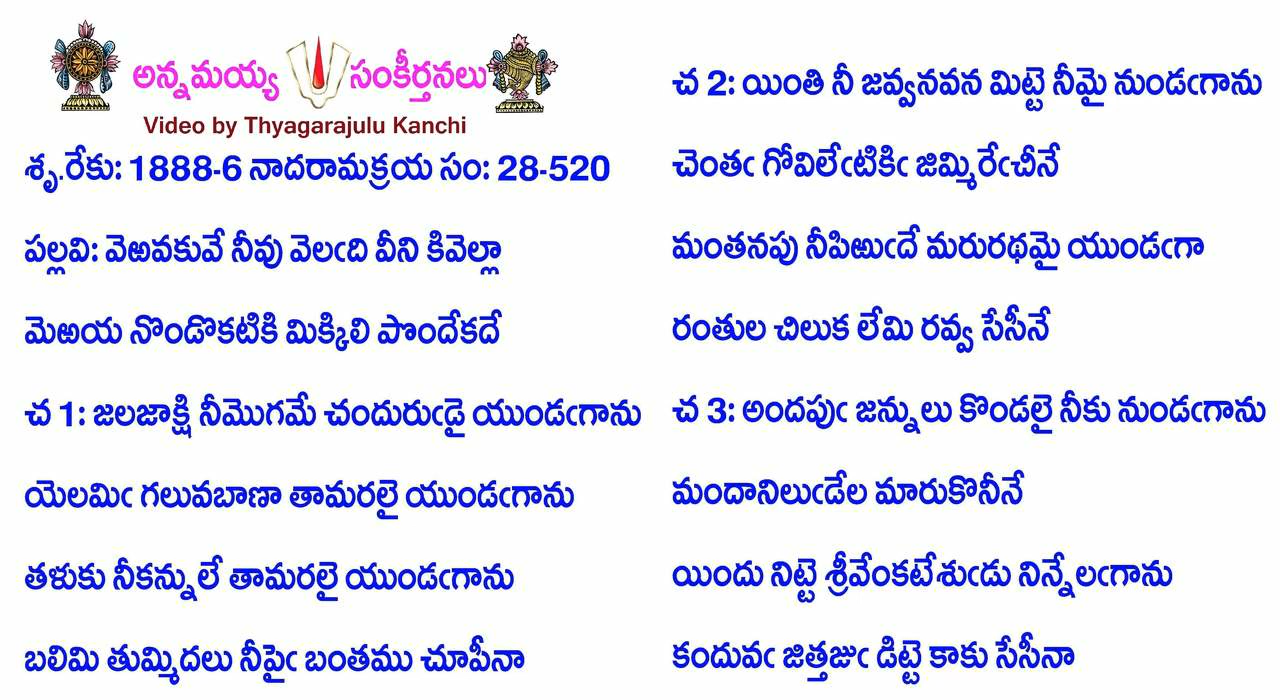 అన్నమయ్య సంకీర్తనలు
Video by Thyagarajulu Kanchi
శృ.రేకు: 1888-6 నాదరామక్రయ సం: 28-520
పల్లవి: వెఱవకువే నీవు వెలఁది వీని కివెల్లా
మెఱయ నొండొకటికి మిక్కిలి పొందేకదే
చ 1: జలజాక్షి నీమొగమే చందురుఁడై యుండఁగాను
యెలమిఁ గలువబాణా తామరలై యుండఁగాను
తళుకు నీకన్నులే తామరలై యుండఁగాను
బలిమి తుమ్మిదలు నీపైఁ బంతము చూపీనా
చ 2: యింతి నీ జవ్వనవన మిట్టె నీమై నుండఁగాను
చెంతఁ గోవిలేఁటికిఁ జిమ్మిరేఁచీనే
మంతనపు నీపిఱుఁదే మరురథమై యుండఁగా
రంతుల చిలుక లేమి రవ్వ సేసీనే
చ 3: అందపుఁ జన్నులు కొండలై నీకు నుండఁగాను
మందానిలుఁడేల మారుకొనీనే
యిందు నిట్టె శ్రీవేంకటేశుఁడు నిన్నేలఁగాను
కందువఁ జిత్తజుఁ డిట్టె కాకు సేసీనా